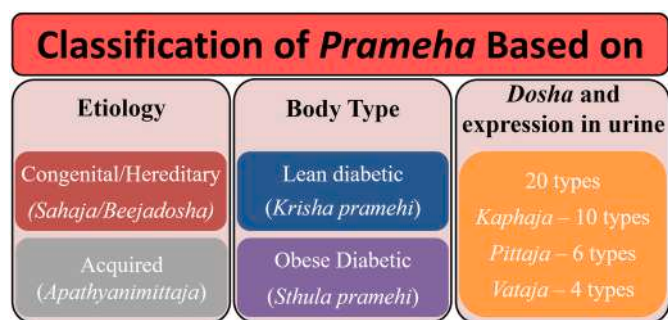 Classification of Prameha Based on
Etiology
Congenital/Hereditary
(Sahaja/Beejadosha)
Acquired
(Apathyanimittaja)
Body Type
Lean diabetic
(Krisha pramehi)
Obese Diabetic
(Sthula pramehi)
Dosha and
expression in urine
20 types
Kaphaja – 10 types
Pittaja – 6 types
Vataja – 4 types